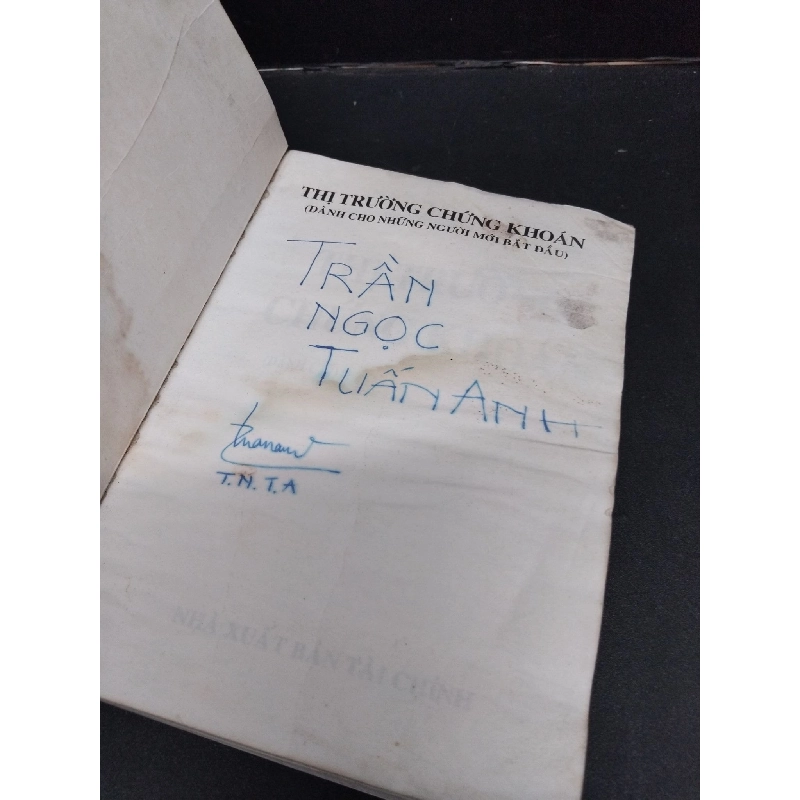 THỊ TRƯỜNG CHỨNG KHOÁN
(DÀNH CHO NHỮNG NGƯỜI MỚI BẮT ĐẦU)
TRẦN
NGỌC
TUẤN ANH
T.N.T.A
NHÀ XUẤT BẢN TÀI CHÍNH